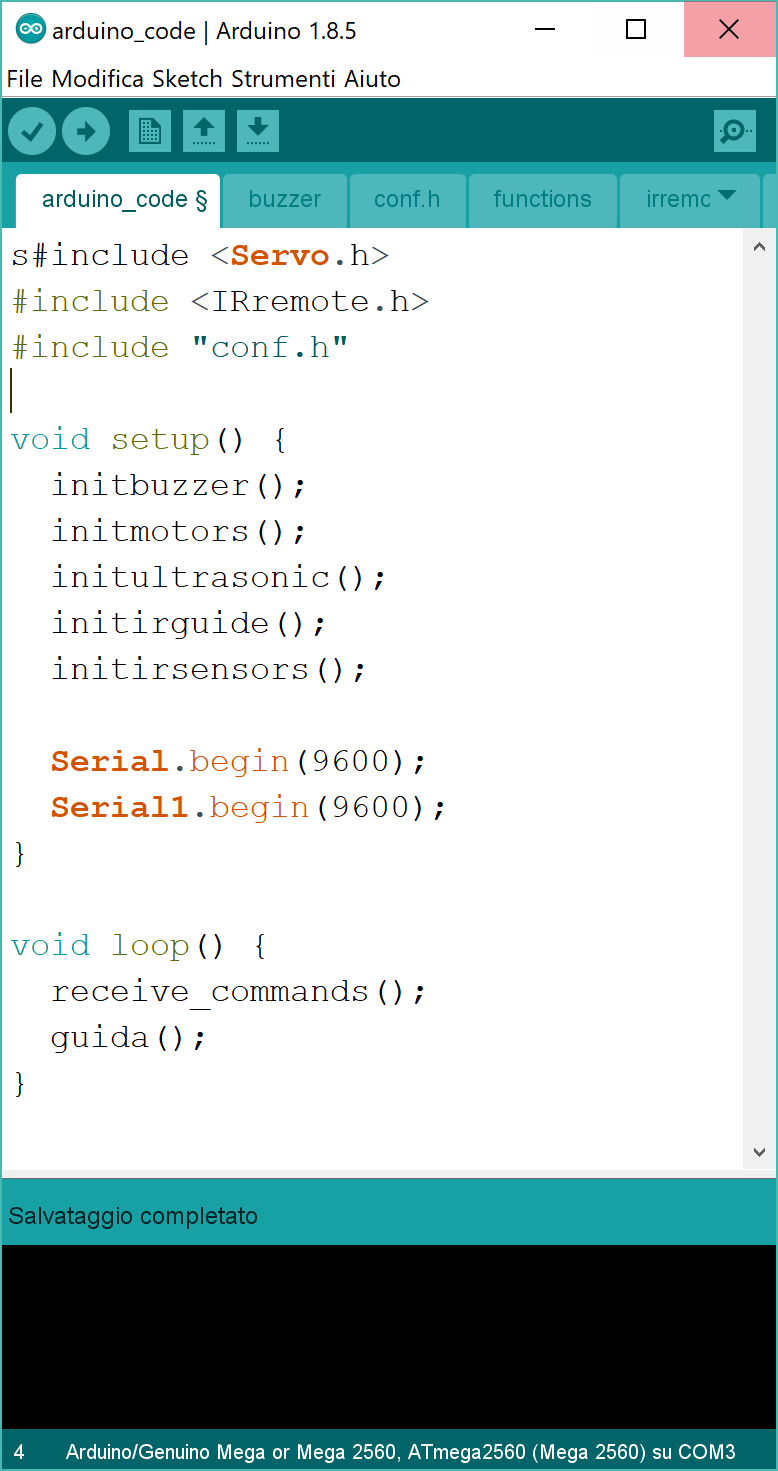 arduino_code | Arduino 1.8.5
File Modifica Sketch Strumenti Aiuto
arduino_code § buzzer conf.h functions irremo
s#include <Servo.h>
#include <IRremote.h>
#include "conf.h"
void setup() {
  initbuzzer();
  initmotors();
  initultrasonic();
  initirguide();
  initirsensors();
  Serial.begin(9600);
  Serial1.begin(9600);
}
void loop() {
  receive_commands();
  guida();
}
Salvataggio completato
4 Arduino/Genuino Mega or Mega 2560, ATmega2560 (Mega 2560) su COM3